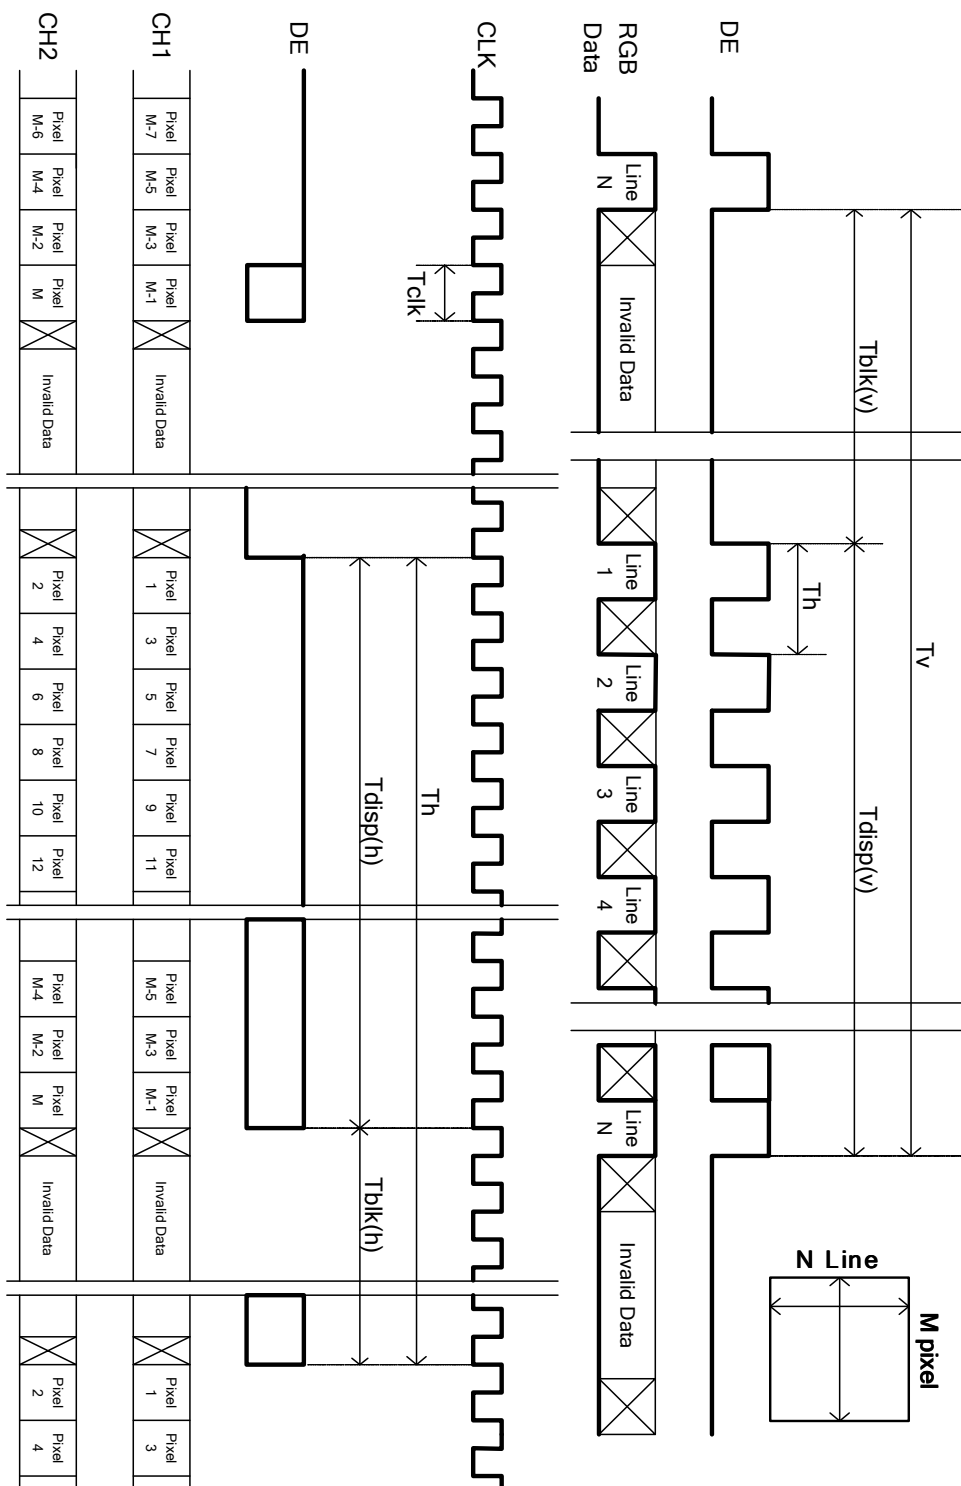 Tv
Tblk(v)
Tdisp(v)
Th
DE
RGB
Data
Line
N
Invalid Data
Line
1
Line
2
Line
3
Line
4
Line
N
Invalid Data
N Line
M pixel
CLK
Tclk
Th
Tdisp(h)
Tblk(h)
DE
CH1
Pixel
M-7
Pixel
M-5
Pixel
M-3
Pixel
M-1
Invalid Data
Pixel
1
Pixel
3
Pixel
5
Pixel
7
Pixel
9
Pixel
11
Pixel
M-5
Pixel
M-3
Pixel
M-1
Invalid Data
Pixel
1
Pixel
3
CH2
Pixel
M-6
Pixel
M-4
Pixel
M-2
Pixel
M
Invalid Data
Pixel
2
Pixel
4
Pixel
6
Pixel
8
Pixel
10
Pixel
12
Pixel
M-4
Pixel
M-2
Pixel
M
Invalid Data
Pixel
2
Pixel
4